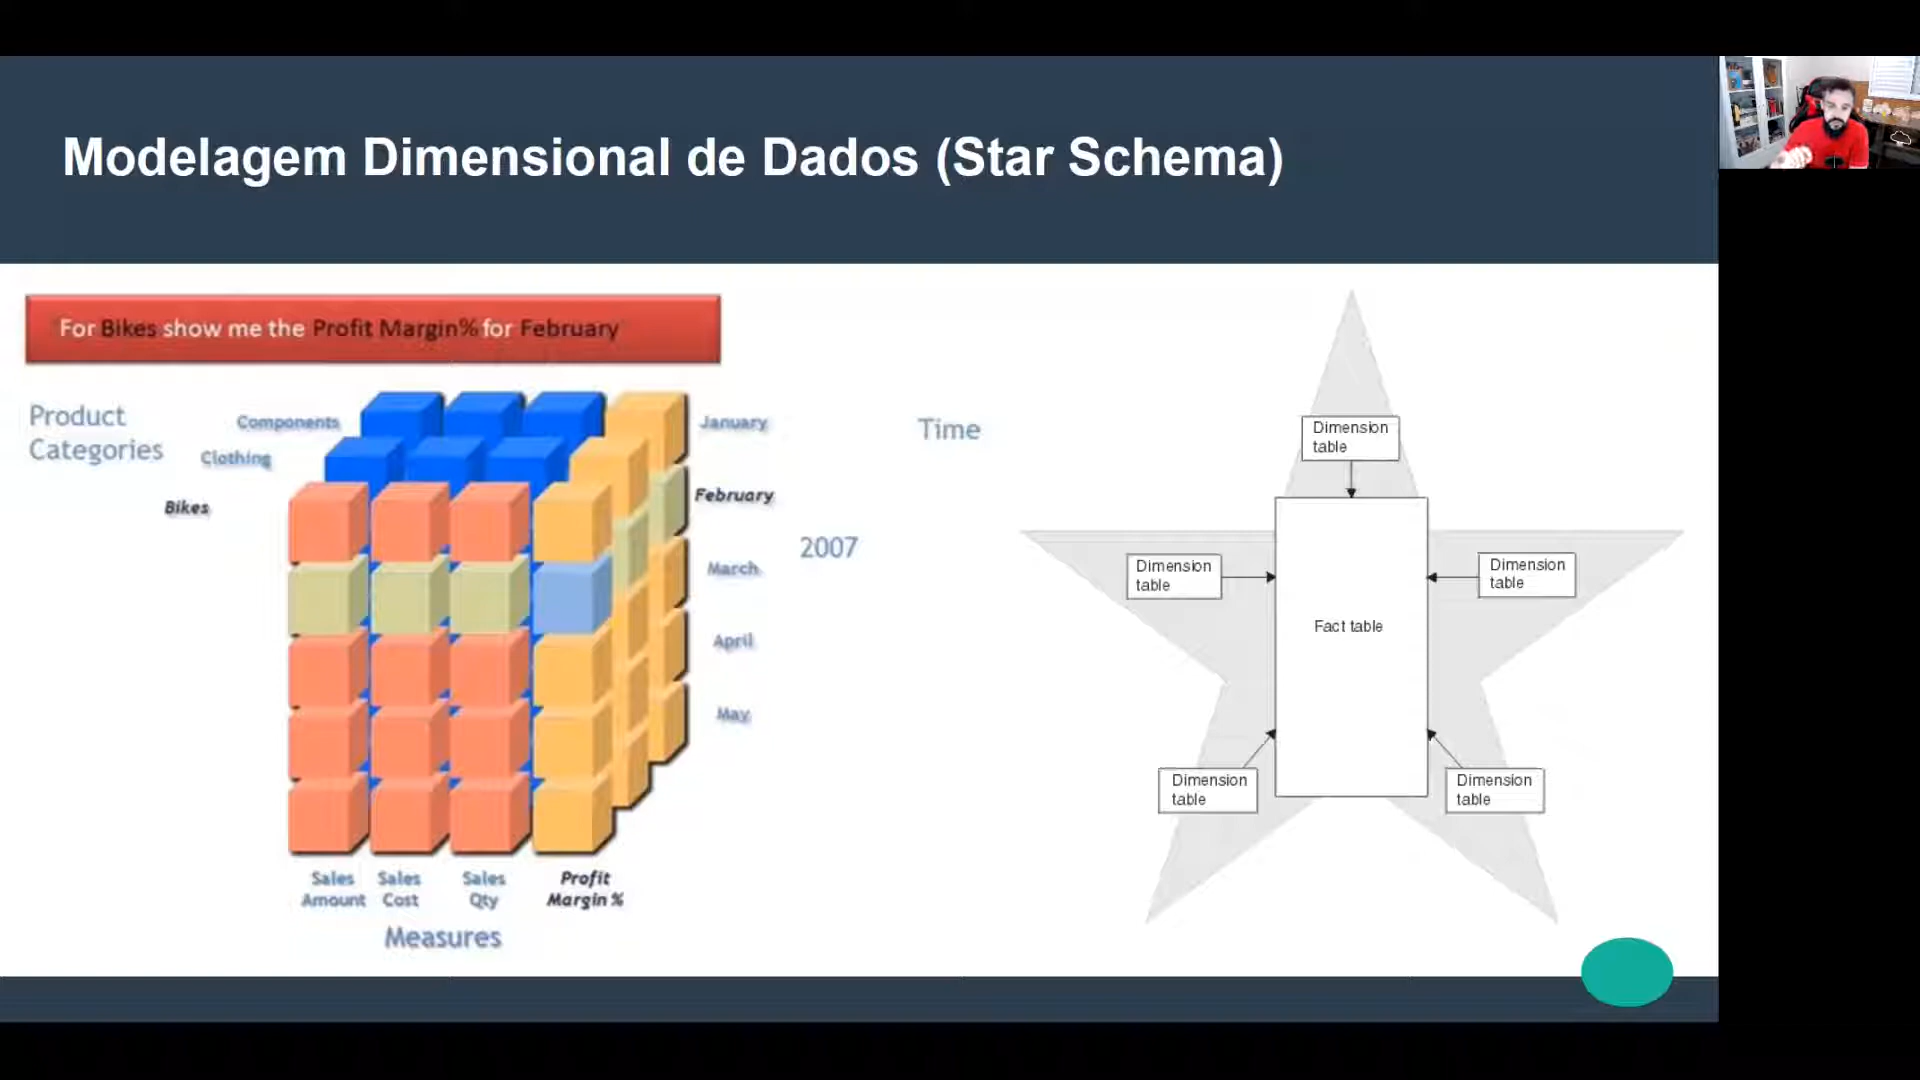 Modelagem Dimensional de Dados (Star Schema)
For Bikes show me the Profit Margin% for February
Product
Categories
Components
Clothing
Bikes
January
February
March
April
May
Time
2007
Sales
Amount
Sales
Cost
Sales
Qty
Profit
Margin %
Measures
Dimension
table
Dimension
table
Dimension
table
Fact table
Dimension
table
Dimension
table